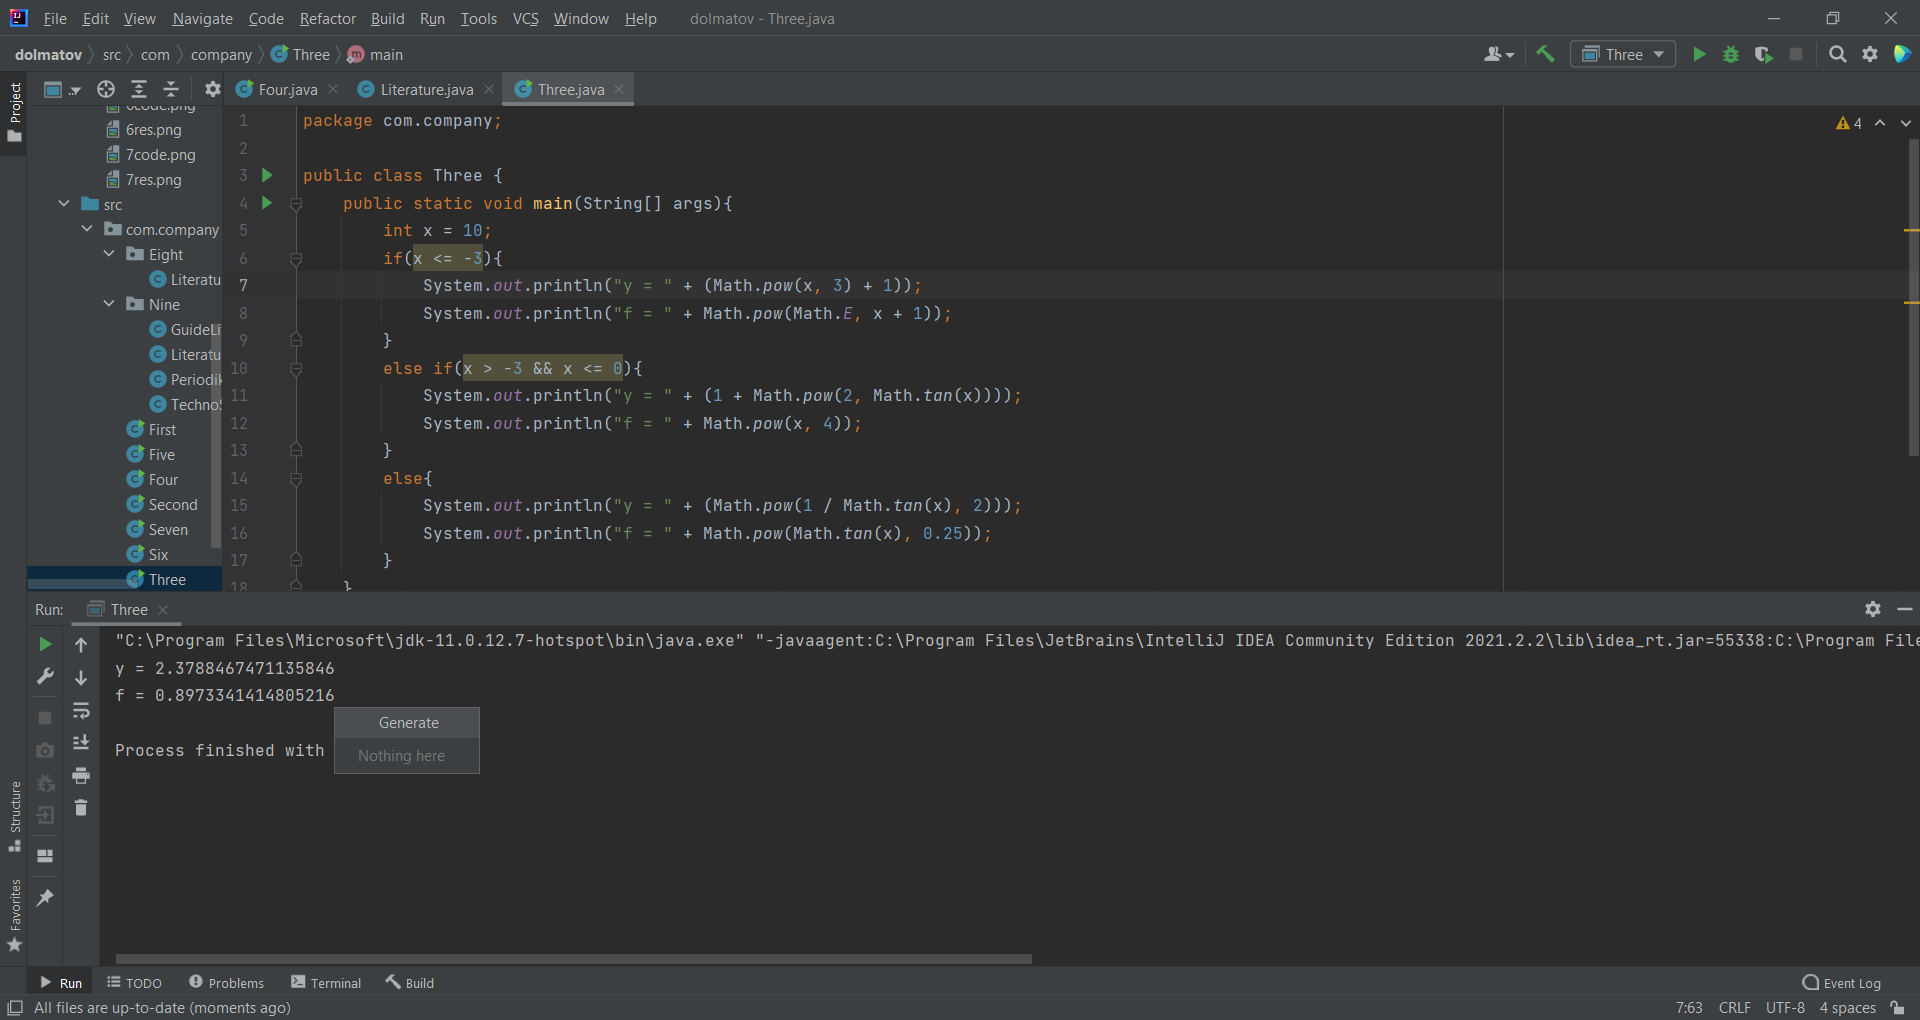 File Edit View Navigate Code Refactor Build Run Tools VCS Window Help dolmatov - Three.java
dolmatov src com company Three main
Three
Project
Four.java Literature.java Three.java
6code.png
6res.png
7code.png
7res.png
src
com.company
Eight
Literatu
Nine
GuideLi
Literatu
Periodik
TechnoS
First
Five
Four
Second
Seven
Six
Three
4
1 package com.company;
2
3 public class Three {
4 public static void main(String[] args){
5 int x = 10;
6 if(x <= -3){
7 System.out.println("y = " + (Math.pow(x, 3) + 1));
8 System.out.println("f = " + Math.pow(Math.E, x + 1));
9 }
10 else if(x > -3 && x <= 0){
11 System.out.println("y = " + (1 + Math.pow(2, Math.tan(x))));
12 System.out.println("f = " + Math.pow(x, 4));
13 }
14 else{
15 System.out.println("y = " + (Math.pow(1 / Math.tan(x), 2)));
16 System.out.println("f = " + Math.pow(Math.tan(x), 0.25));
17 }
18 }
Run: Three
"C:\Program Files\Microsoft\jdk-11.0.12.7-hotspot\bin\java.exe" "-javaagent:C:\Program Files\JetBrains\IntelliJ IDEA Community Edition 2021.2.2\lib\idea_rt.jar=55338:C:\Program File
y = 2.3788467471135846
f = 0.8973341414805216
Generate
Nothing here
Process finished with
Structure
Favorites
Run TODO Problems Terminal Build Event Log
All files are up-to-date (moments ago) 7:63 CRLF UTF-8 4 spaces